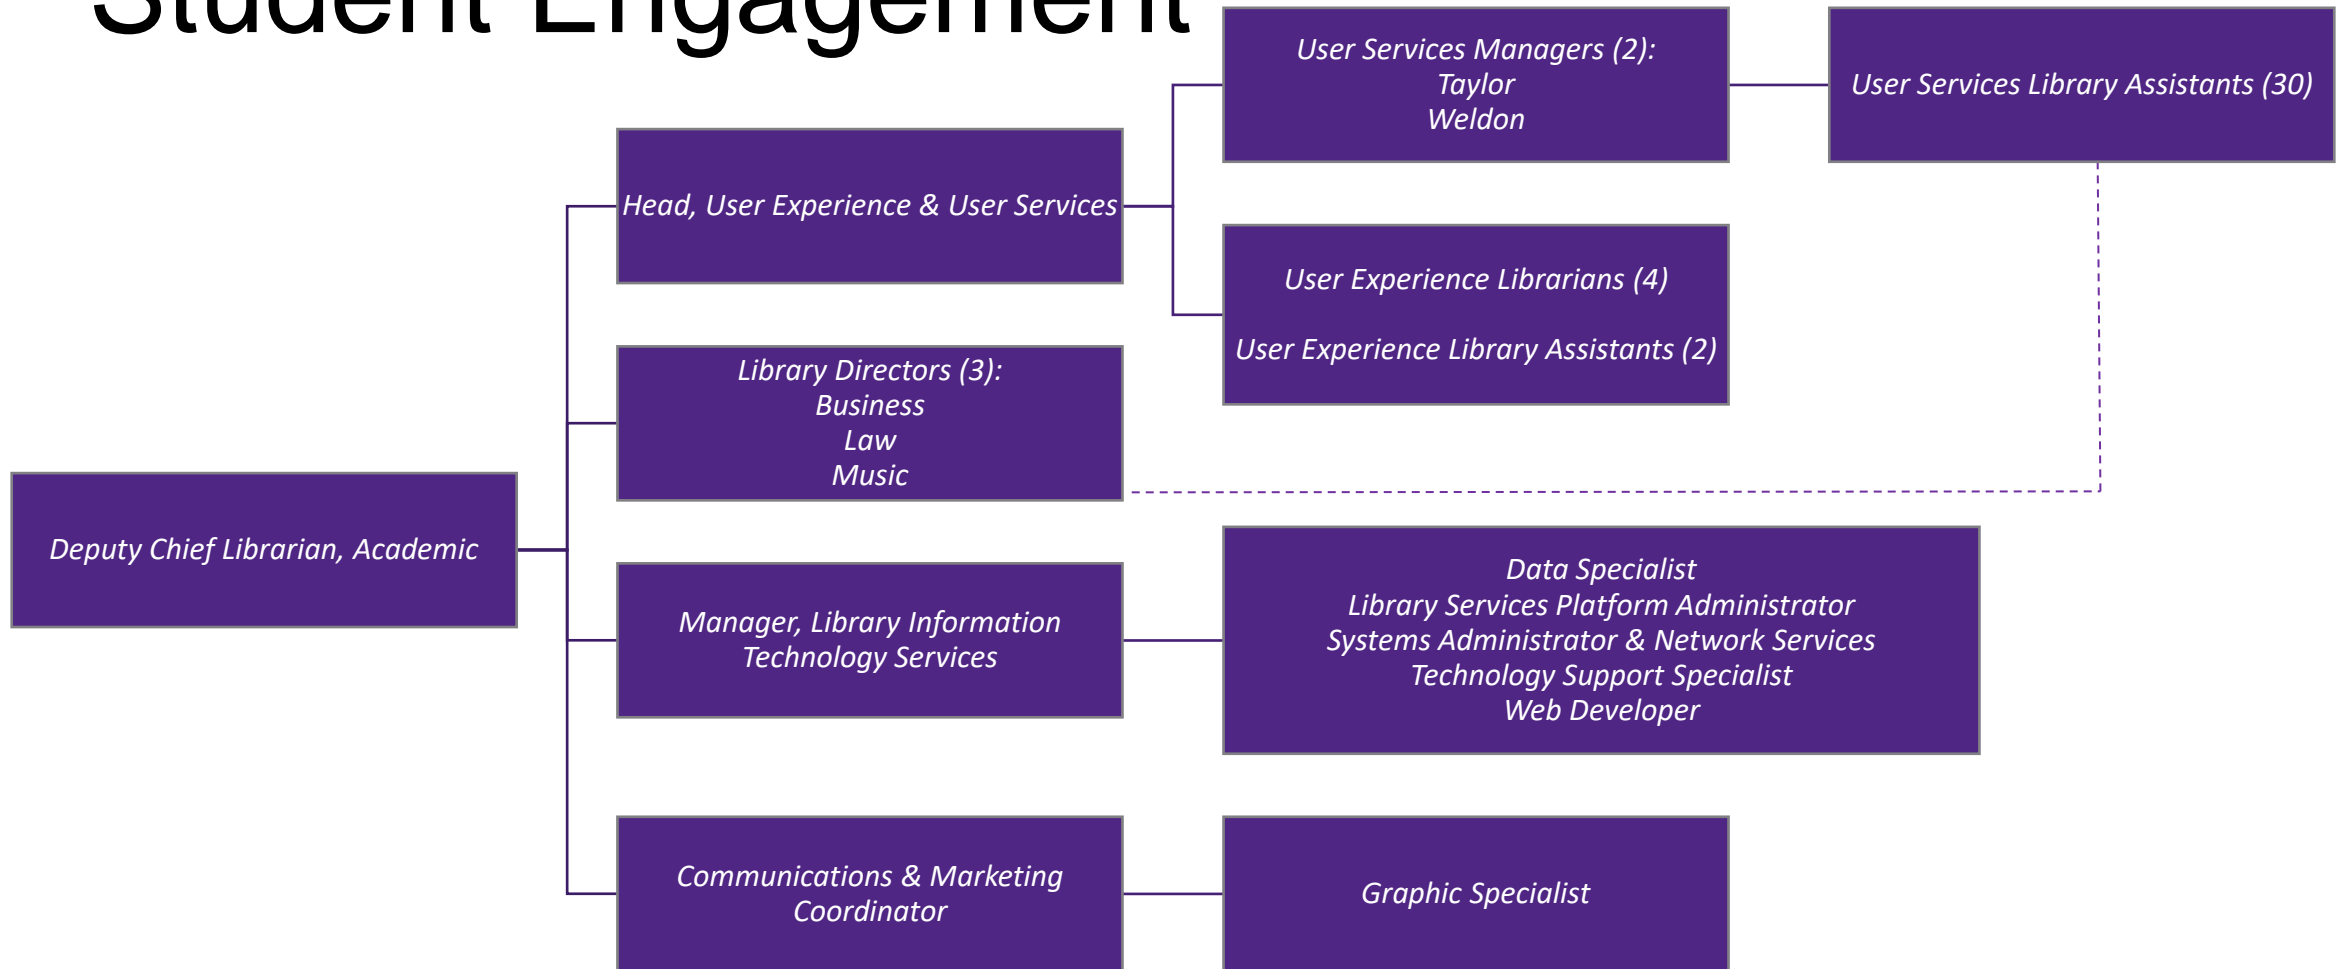 Student Engagement
User Services Managers (2):
Taylor
Weldon
User Services Library Assistants (30)
Head, User Experience & User Services
User Experience Librarians (4)
User Experience Library Assistants (2)
Library Directors (3):
Business
Law
Music
Deputy Chief Librarian, Academic
Manager, Library Information
Technology Services
Data Specialist
Library Services Platform Administrator
Systems Administrator & Network Services
Technology Support Specialist
Web Developer
Communications & Marketing
Coordinator
Graphic Specialist